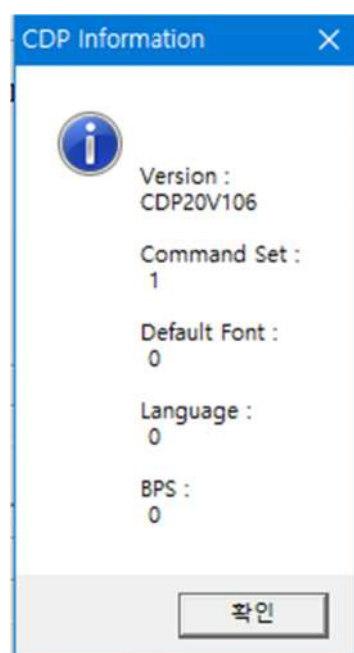 CDP Information
Version :
CDP20V106
Command Set :
1
Default Font :
0
Language :
0
BPS :
0
확인